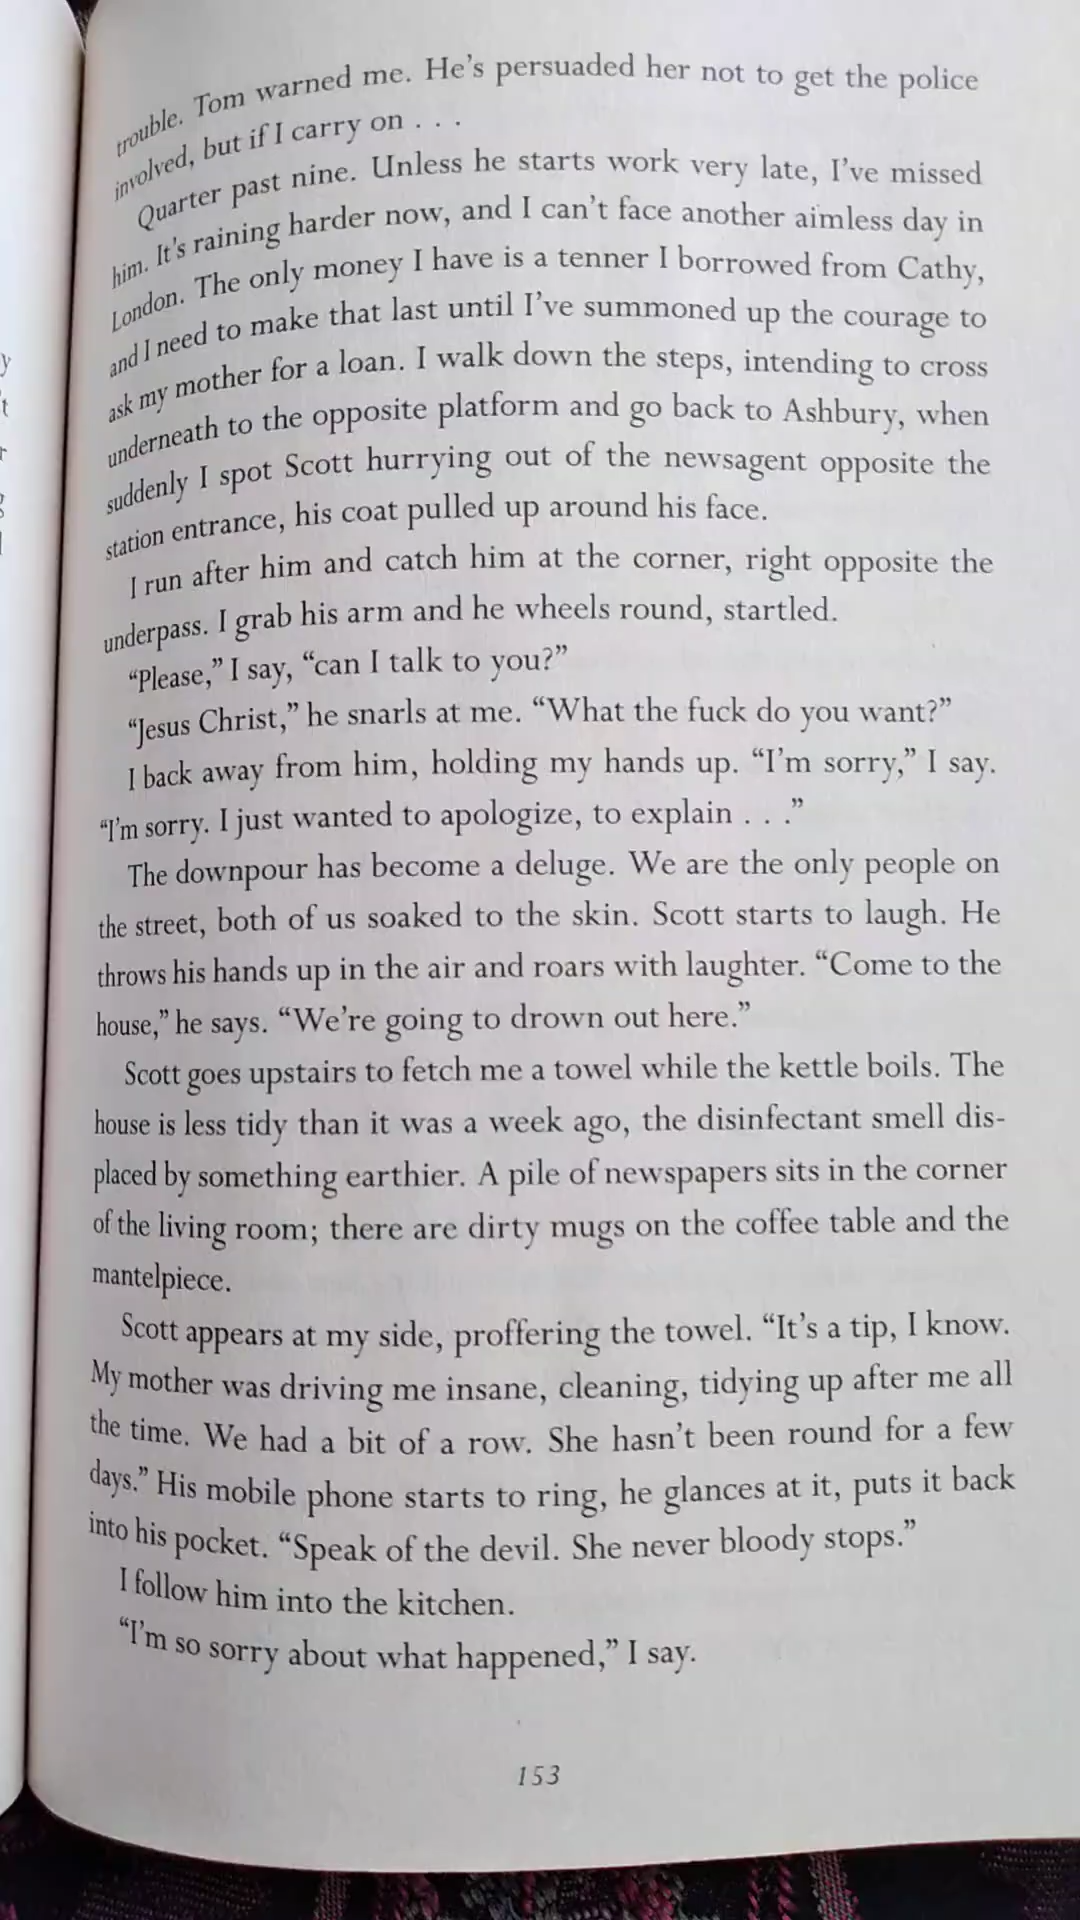 trouble. Tom warned me. He's persuaded her not to get the police
involved, but if I carry on . . .
Quarter past nine. Unless he starts work very late, I've missed
him. It's raining harder now, and I can't face another aimless day in
London. The only money I have is a tenner I borrowed from Cathy,
and I need to make that last until I've summoned up the courage to
ask my mother for a loan. I walk down the steps, intending to cross
underneath to the opposite platform and go back to Ashbury, when
suddenly I spot Scott hurrying out of the newsagent opposite the
station entrance, his coat pulled up around his face.
I run after him and catch him at the corner, right opposite the
underpass. I grab his arm and he wheels round, startled.
“Please,” I say, “can I talk to you?”
“Jesus Christ,” he snarls at me. “What the fuck do you want?”
I back away from him, holding my hands up. “I'm sorry,” I say.
“I'm sorry. I just wanted to apologize, to explain . . .”
The downpour has become a deluge. We are the only people on
the street, both of us soaked to the skin. Scott starts to laugh. He
throws his hands up in the air and roars with laughter. “Come to the
house,” he says. “We're going to drown out here.”
Scott goes upstairs to fetch me a towel while the kettle boils. The
house is less tidy than it was a week ago, the disinfectant smell dis-
placed by something earthier. A pile of newspapers sits in the corner
of the living room; there are dirty mugs on the coffee table and the
mantelpiece.
Scott appears at my side, proffering the towel. “It's a tip, I know.
My mother was driving me insane, cleaning, tidying up after me all
the time. We had a bit of a row. She hasn't been round for a few
days.” His mobile phone starts to ring, he glances at it, puts it back
into his pocket. “Speak of the devil. She never bloody stops.”
I follow him into the kitchen.
“I'm so sorry about what happened,” I say.
153